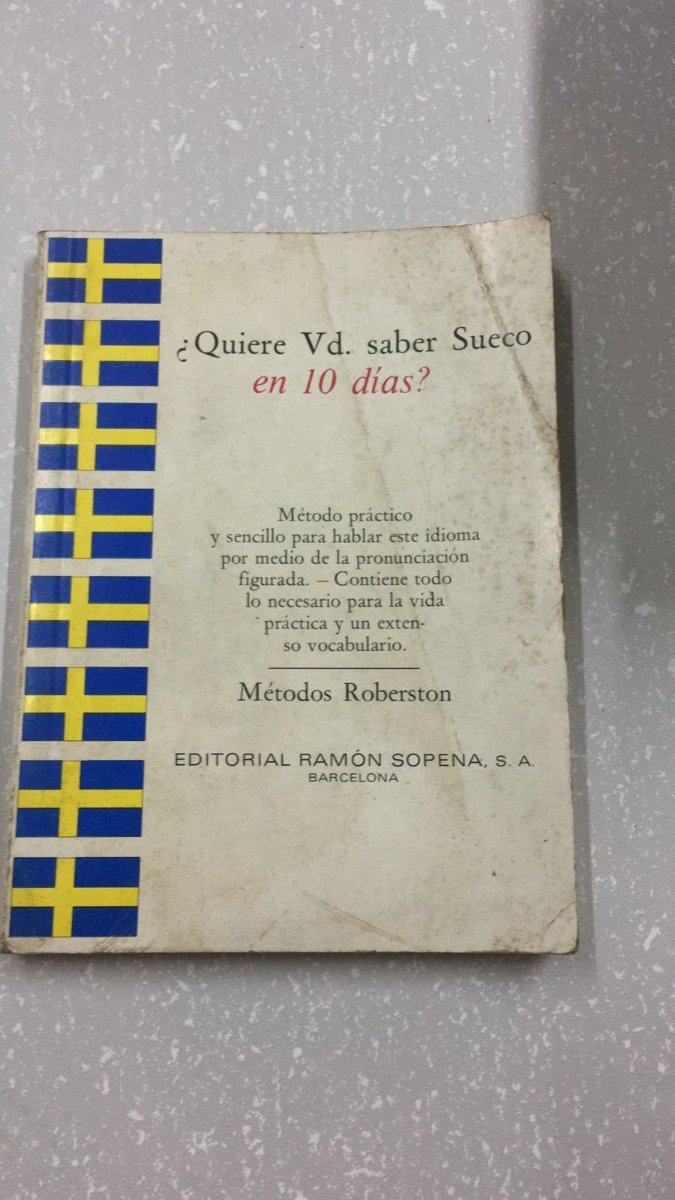 ¿Quiere Vd. saber Sueco
en 10 días?
Método práctico
y sencillo para hablar este idioma
por medio de la pronunciación
figurada. – Contiene todo
lo necesario para la vida
práctica y un exten-
so vocabulario.
Métodos Roberston
EDITORIAL RAMÓN SOPENA, S. A.
BARCELONA